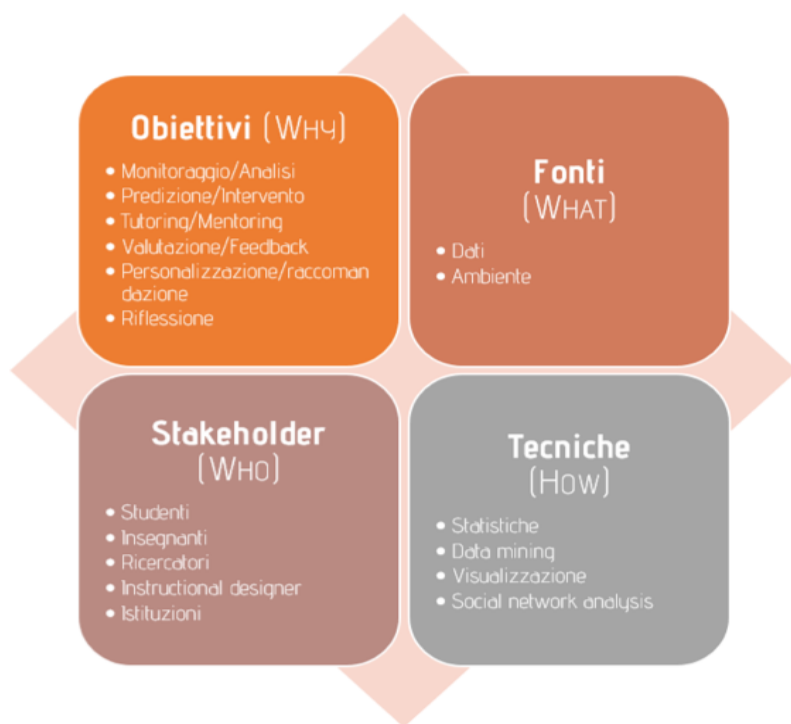 Obiettivi (WHY)
• Monitoraggio/Analisi
• Predizione/Intervento
• Tutoring/Mentoring
• Valutazione/Feedback
• Personalizzazione/raccoman
dazione
• Riflessione
Fonti
(WHAT)
• Dati
• Ambiente
Stakeholder
(WHO)
• Studenti
• Insegnanti
• Ricercatori
• Instructional designer
• Istituzioni
Tecniche
(HOW)
• Statistiche
• Data mining
• Visualizzazione
• Social network analysis